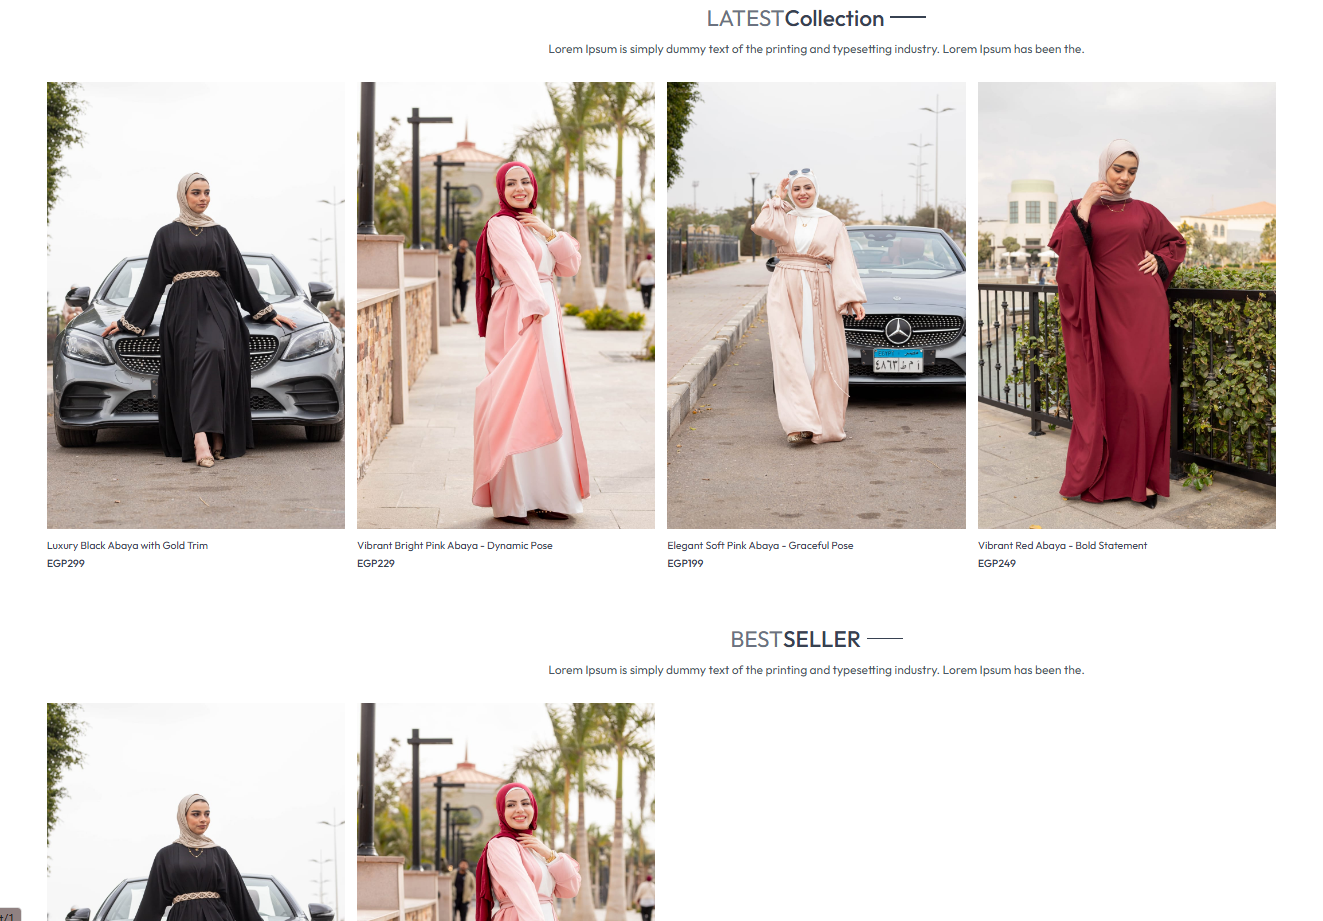 LATESTCollection
Lorem Ipsum is simply dummy text of the printing and typesetting industry. Lorem Ipsum has been the.
Luxury Black Abaya with Gold Trim
EGP299
Vibrant Bright Pink Abaya - Dynamic Pose
EGP229
Elegant Soft Pink Abaya - Graceful Pose
EGP199
Vibrant Red Abaya - Bold Statement
EGP249
BESTSELLER
Lorem Ipsum is simply dummy text of the printing and typesetting industry. Lorem Ipsum has been the.
t/1